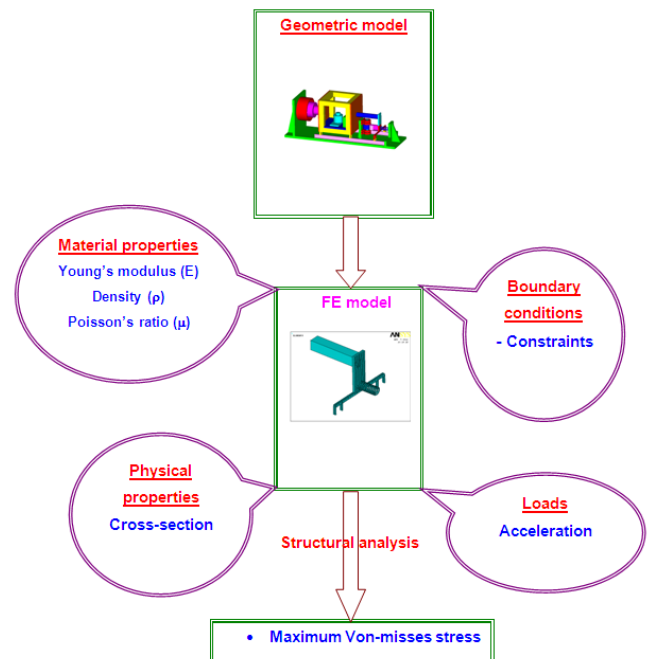 Geometric model
Material properties
Young's modulus (E)
Density (ρ)
Poisson's ratio (μ)
FE model
AN
Boundary
conditions
- Constraints
Physical
properties
Cross-section
Loads
Acceleration
Structural analysis
• Maximum Von-misses stress